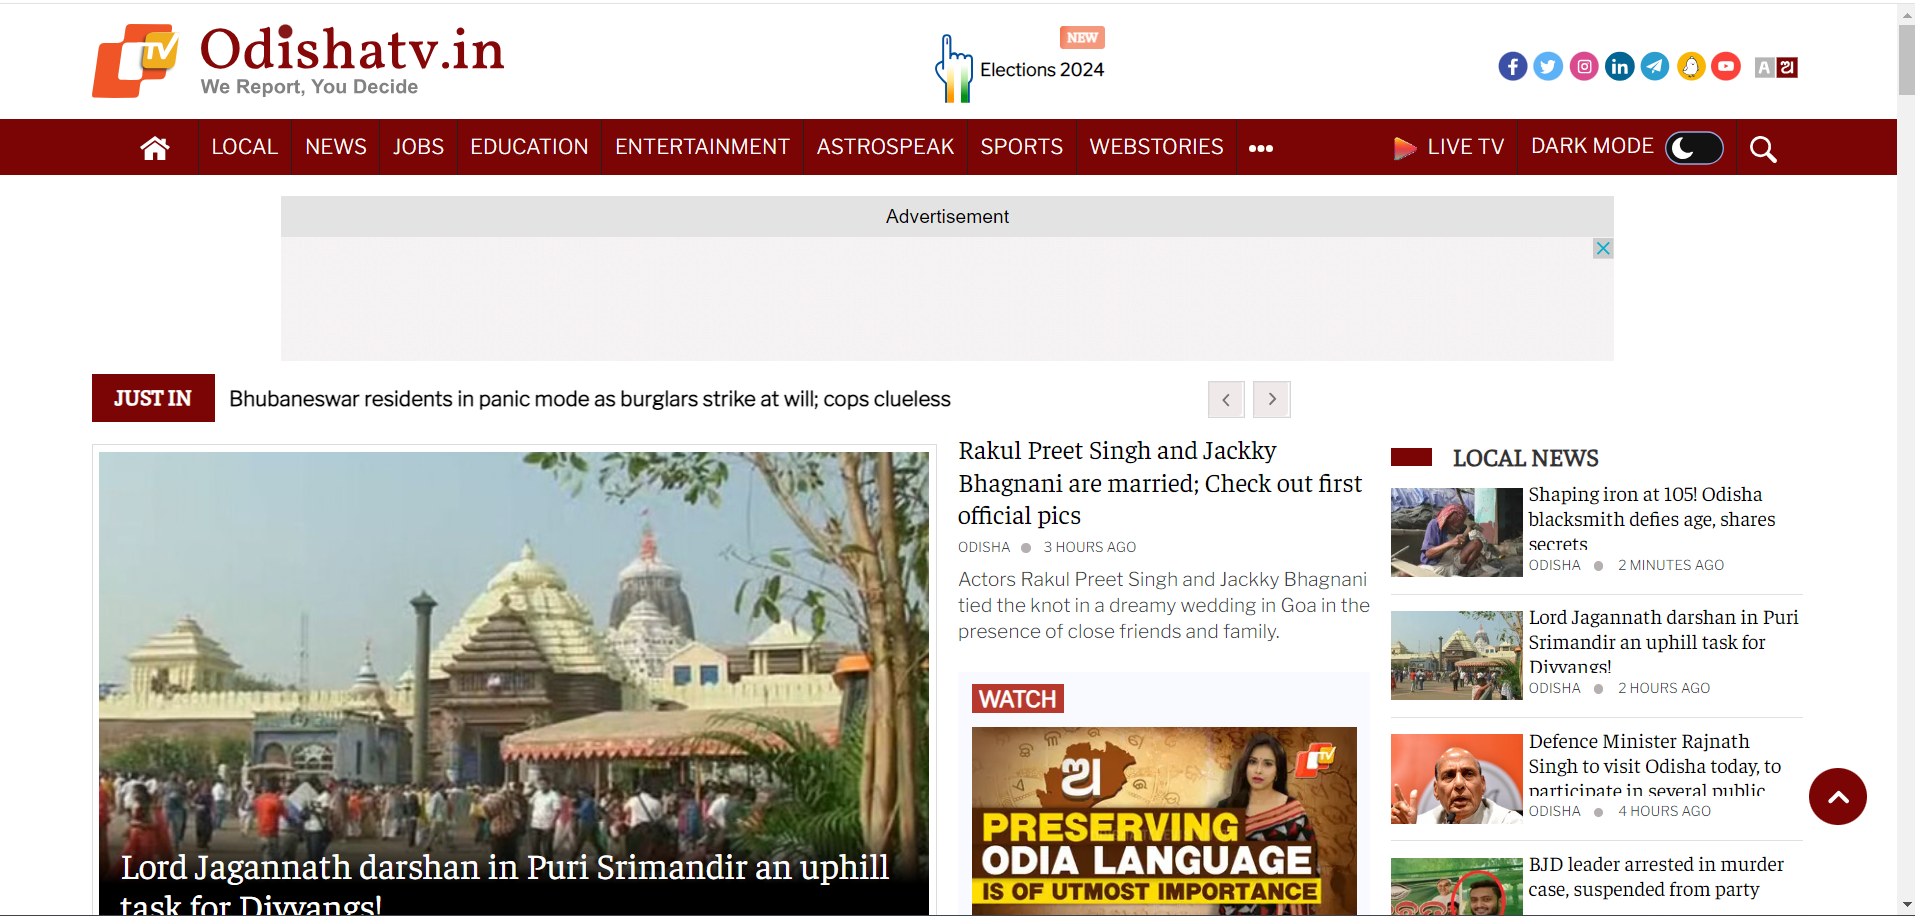 TV
Odishatv.in
We Report, You Decide
NEW
Elections 2024
A ଅ
LOCAL NEWS JOBS EDUCATION ENTERTAINMENT ASTROSPEAK SPORTS WEBSTORIES ••• LIVE TV DARK MODE
Advertisement
JUST IN
Bhubaneswar residents in panic mode as burglars strike at will; cops clueless
Lord Jagannath darshan in Puri Srimandir an uphill
task for Divyangs!
Rakul Preet Singh and Jackky
Bhagnani are married; Check out first
official pics
ODISHA ● 3 HOURS AGO
Actors Rakul Preet Singh and Jackky Bhagnani
tied the knot in a dreamy wedding in Goa in the
presence of close friends and family.
WATCH
ଅ
TV
PRESERVING
ODIA LANGUAGE
IS OF UTMOST IMPORTANCE
LOCAL NEWS
Shaping iron at 105! Odisha
blacksmith defies age, shares
secrets
ODISHA ● 2 MINUTES AGO
Lord Jagannath darshan in Puri
Srimandir an uphill task for
Divyangs!
ODISHA ● 2 HOURS AGO
Defence Minister Rajnath
Singh to visit Odisha today, to
participate in several public
ODISHA ● 4 HOURS AGO
BJD leader arrested in murder
case, suspended from party